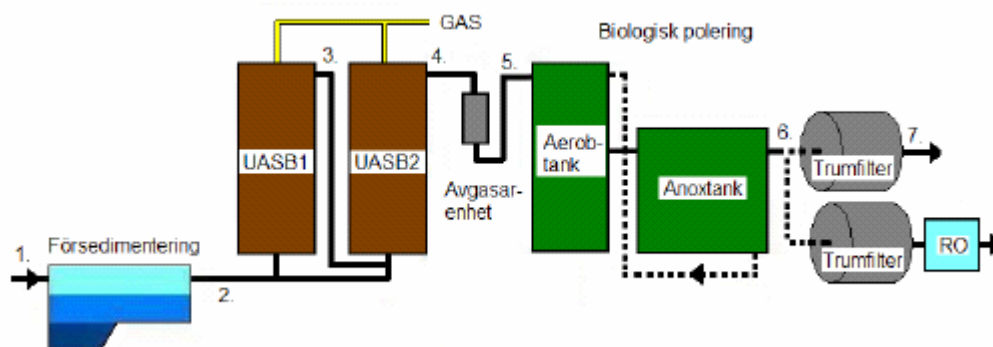 GAS
Biologisk polering
3.
4.
5.
UASB1
UASB2
Aerob-
tank
Avgasar-
enhet
Anoxtank
6.
7.
Trumfilter
Försedimentering
1.
2.
Trumfilter
RO